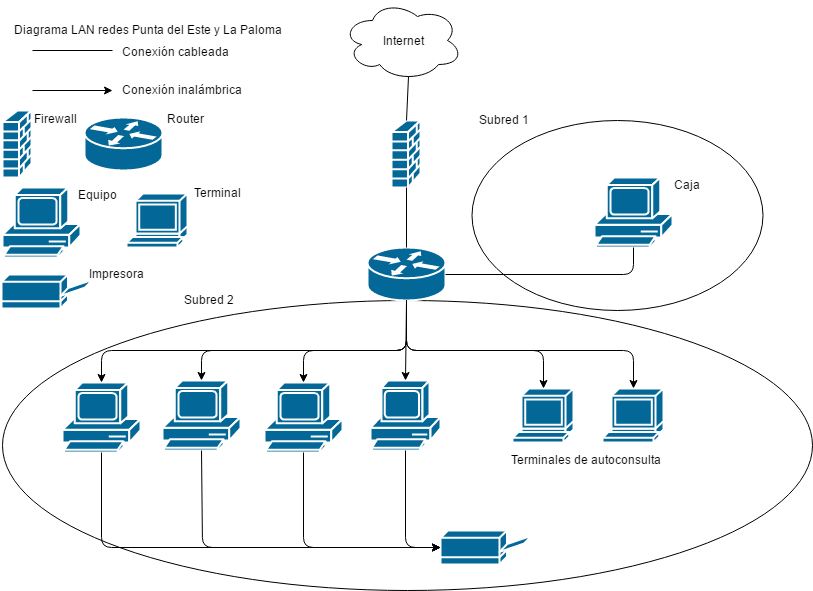 Diagrama LAN redes Punta del Este y La Paloma
Internet
Conexión cableada
Conexión inalámbrica
Firewall
Router
Subred 1
Equipo
Terminal
Caja
Impresora
Subred 2
Terminales de autoconsulta